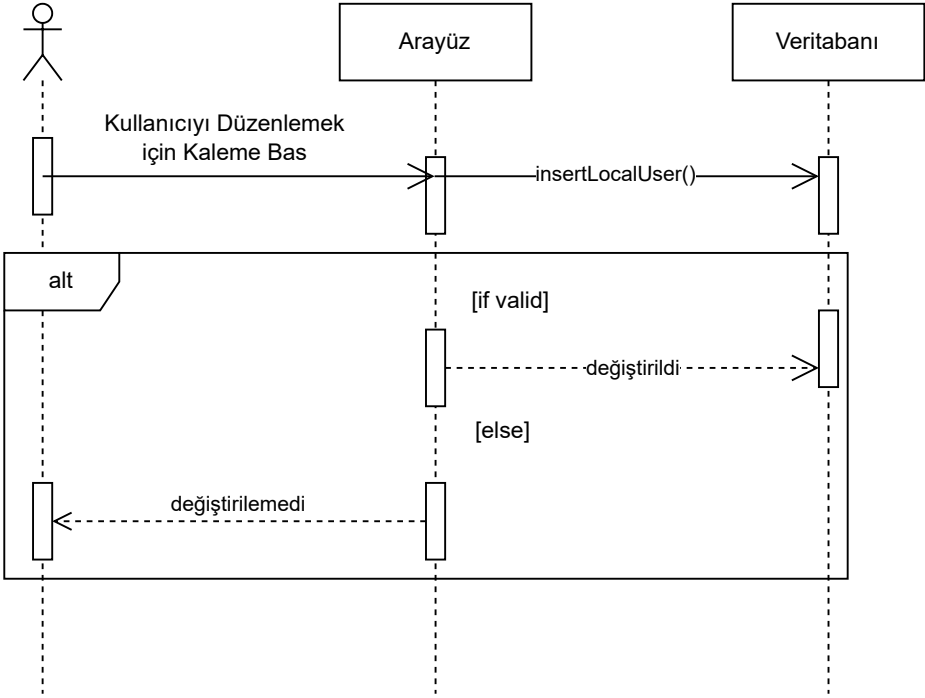 Arayüz
Veritabanı
Kullanıcıyı Düzenlemek
için Kaleme Bas
insertLocalUser()
alt
[if valid]
değiştirildi
[else]
değiştirilemedi